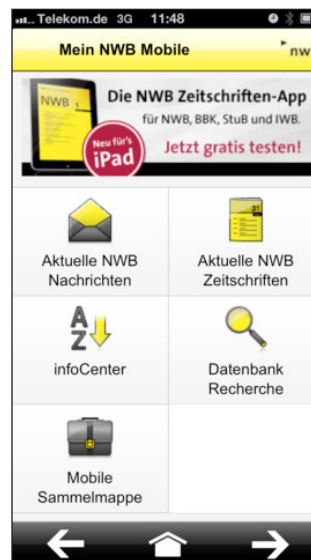 Telekom.de 3G 11:48
Mein NWB Mobile
nw
NWB
Die NWB Zeitschriften-App
für NWB, BBK, StuB und IWB.
Neu für's
iPad
Jetzt gratis testen!
31
Aktuelle NWB
Nachrichten
Aktuelle NWB
Zeitschriften
A
Z
infoCenter
Datenbank
Recherche
Mobile
Sammelmappe